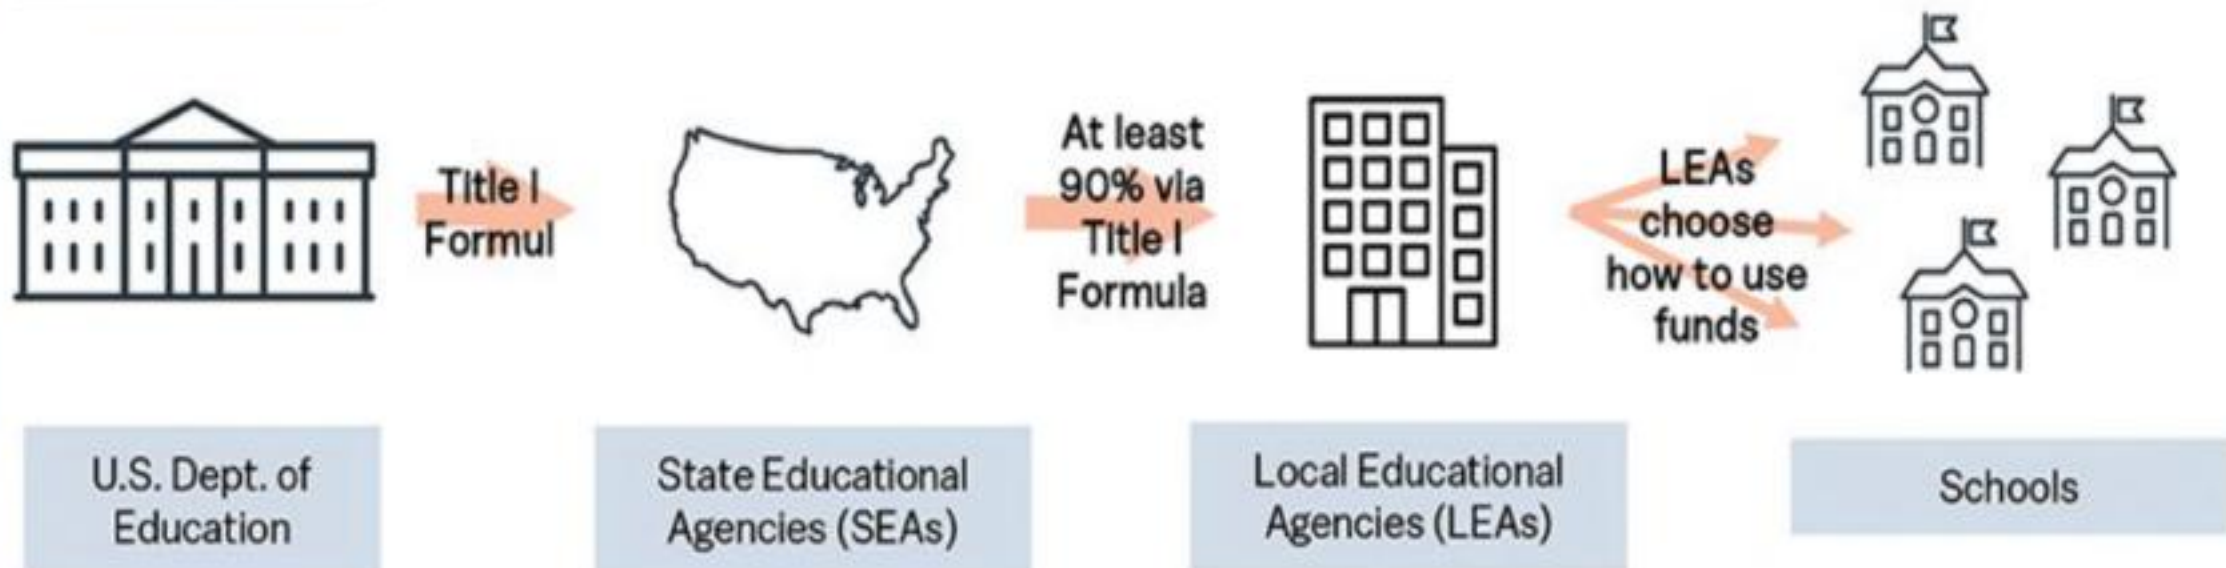 Title I
Formul
At least
90% via
Title I
Formula
LEAs
choose
how to use
funds
U.S. Dept. of
Education
State Educational
Agencies (SEAs)
Local Educational
Agencies (LEAs)
Schools